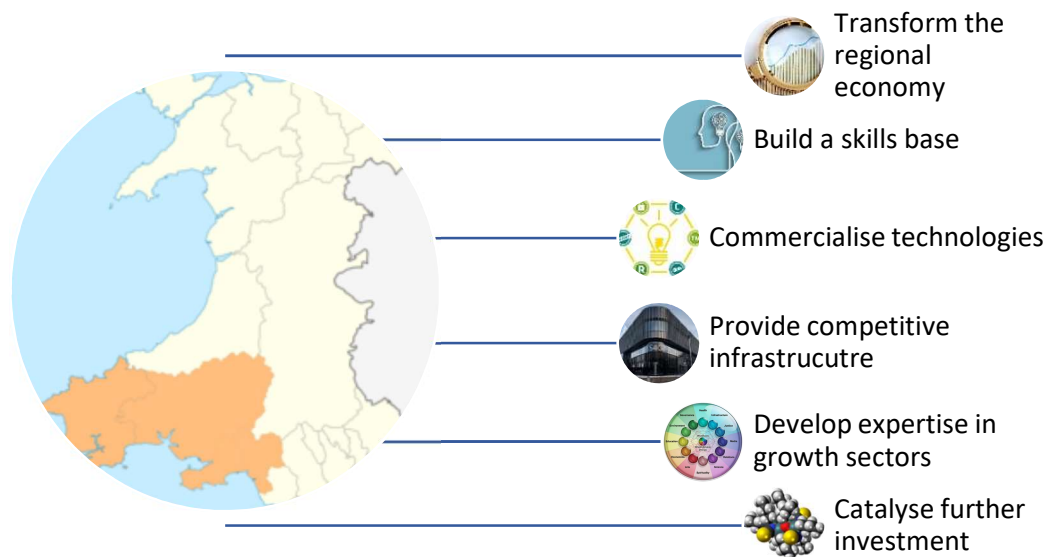 Transform the
regional
economy
Build a skills base
Commercialise technologies
Provide competitive
infrastrucutre
Develop expertise in
growth sectors
Catalyse further
investment